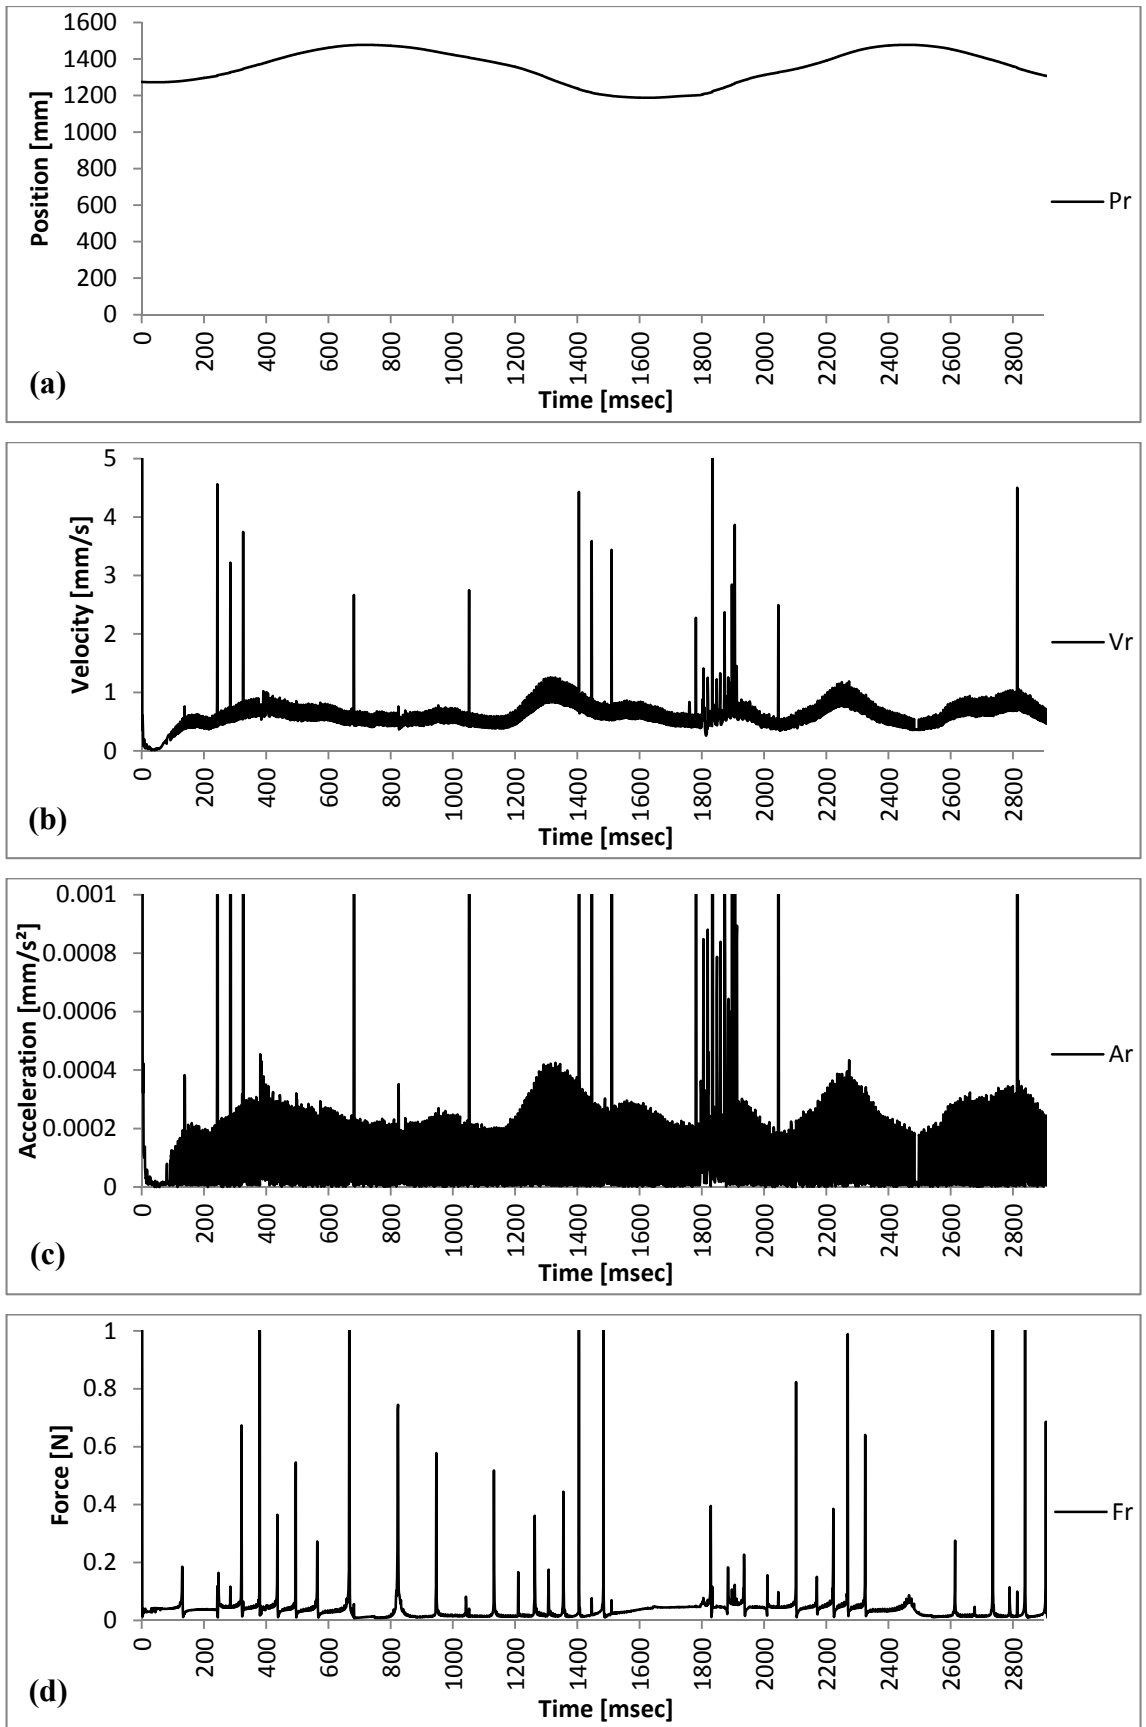 1600
1400
1200
1000
800
600
400
200
0
Position [mm]
Pr
0 200 400 600 800 1000 1200 1400 1600 1800 2000 2200 2400 2600 2800
(a)
Time [msec]
5
4
3
2
1
0
Velocity [mm/s]
Vr
0 200 400 600 800 1000 1200 1400 1600 1800 2000 2200 2400 2600 2800
(b)
Time [msec]
0.001
0.0008
0.0006
0.0004
0.0002
0
Acceleration [mm/s²]
Ar
0 200 400 600 800 1000 1200 1400 1600 1800 2000 2200 2400 2600 2800
(c)
Time [msec]
1
0.8
0.6
0.4
0.2
0
Force [N]
Fr
0 200 400 600 800 1000 1200 1400 1600 1800 2000 2200 2400 2600 2800
(d)
Time [msec]